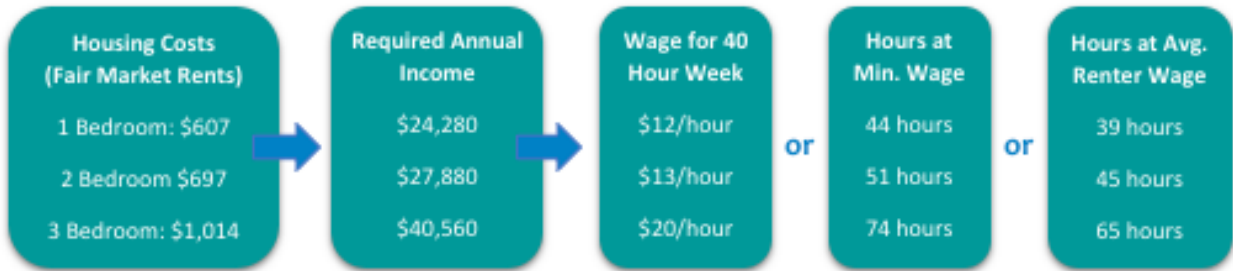 Housing Costs
(Fair Market Rents)
1 Bedroom: $607
2 Bedroom $697
3 Bedroom: $1,014
Required Annual
Income
$24,280
$27,880
$40,560
Wage for 40
Hour Week
$12/hour
$13/hour
$20/hour
or
Hours at
Min. Wage
44 hours
51 hours
74 hours
or
Hours at Avg.
Renter Wage
39 hours
45 hours
65 hours